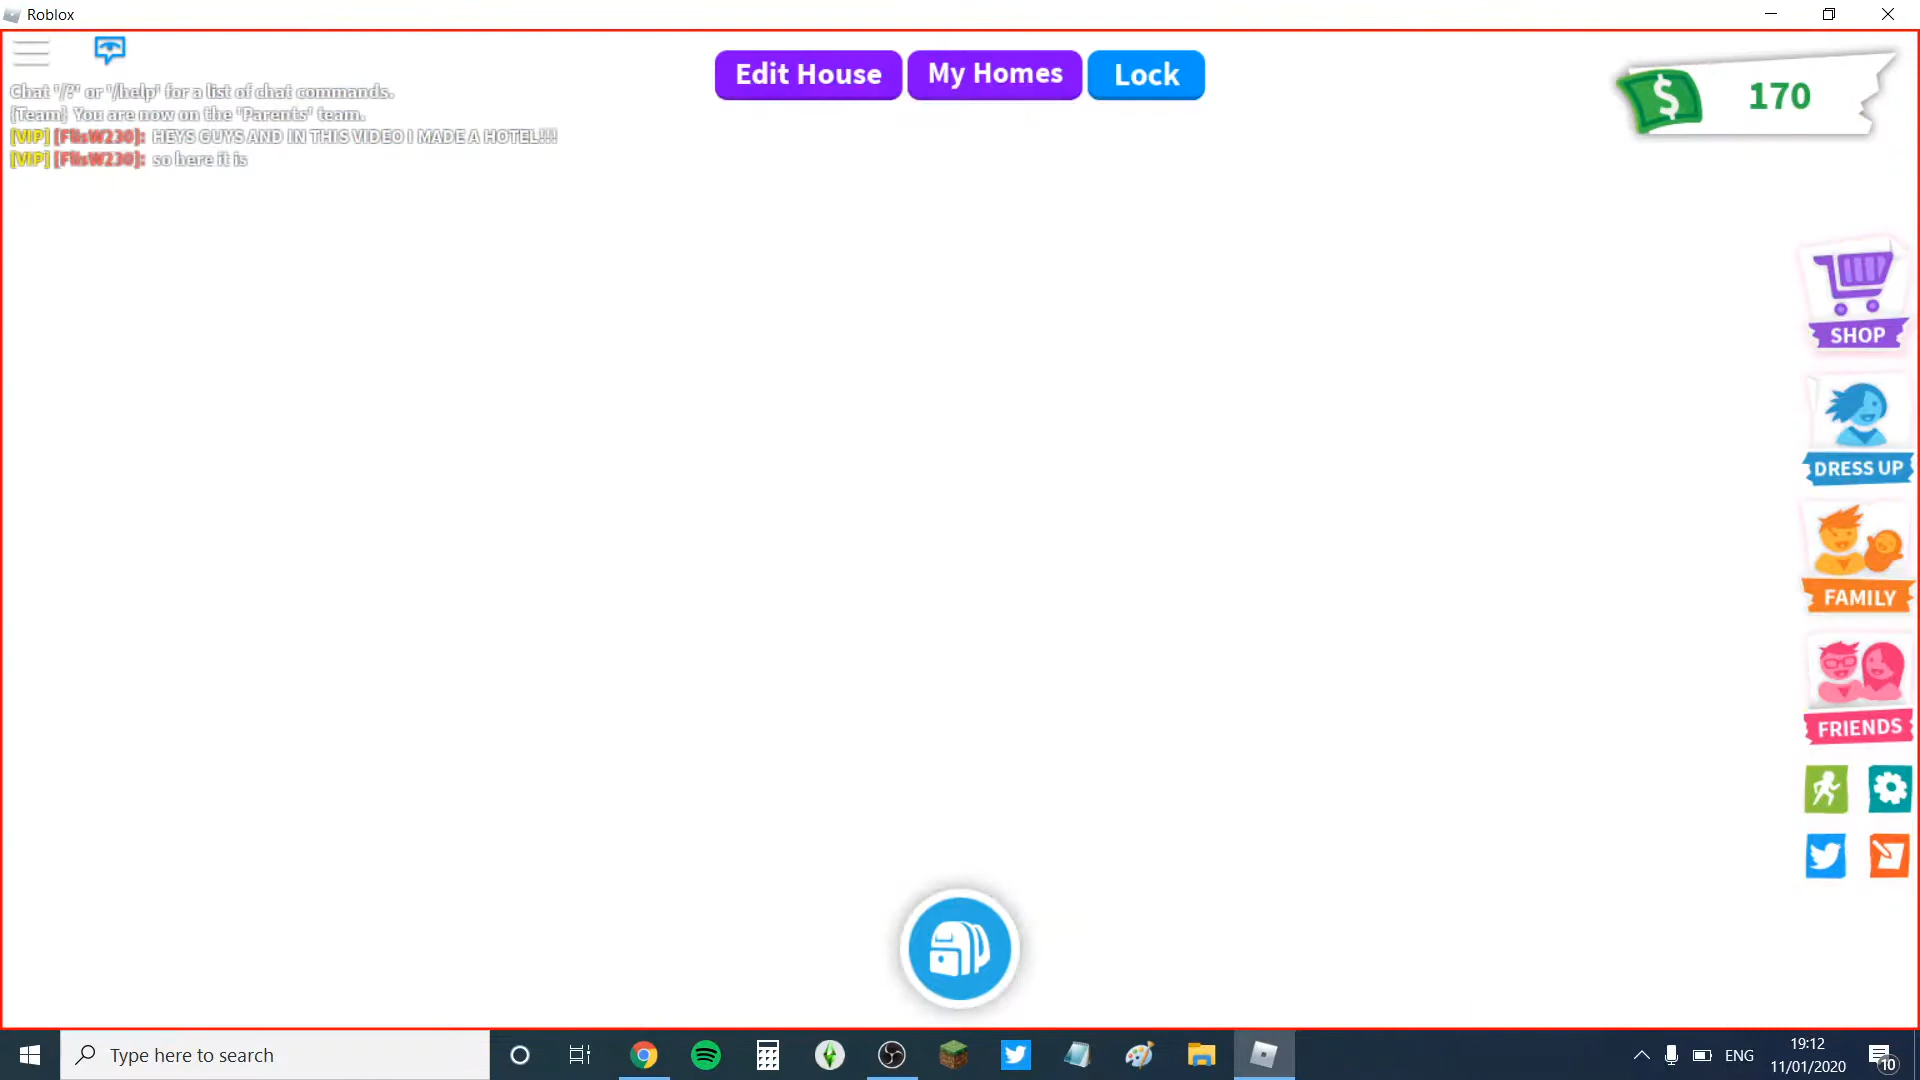 Roblox
Edit House
My Homes
Lock
170
Chat '/?' or '/help' for a list of chat commands.
{Team} You are now on the 'Parents' team.
[VIP] [FlisW230]: HEYS GUYS AND IN THIS VIDEO I MADE A HOTEL!!!
[VIP] [FlisW230]: so here it is
SHOP
DRESS UP
FAMILY
FRIENDS
Type here to search
ENG
19:12
11/01/2020
10